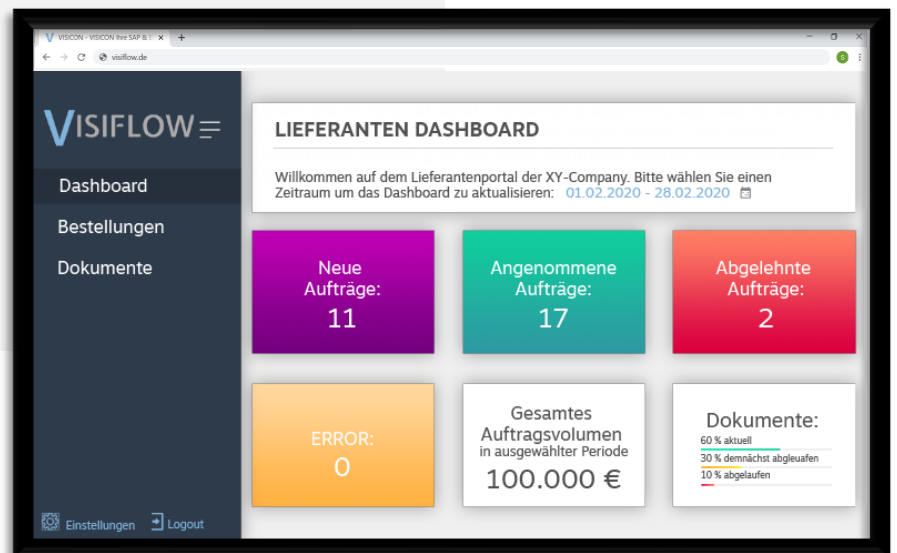 VISICON - VISICON Ihre SAP & E
visiflow.de
S
VISIFLOW
Dashboard
Bestellungen
Dokumente
Einstellungen
Logout
LIEFERANTEN DASHBOARD
Willkommen auf dem Lieferantenportal der XY-Company. Bitte wählen Sie einen
Zeitraum um das Dashboard zu aktualisieren: 01.02.2020 - 28.02.2020
Neue
Aufträge:
11
Angenommene
Aufträge:
17
Abgelehnte
Aufträge:
2
ERROR:
0
Gesamtes
Auftragsvolumen
in ausgewählter Periode
100.000 €
Dokumente:
60 % aktuell
30 % demnächst abgleuafen
10 % abgelaufen